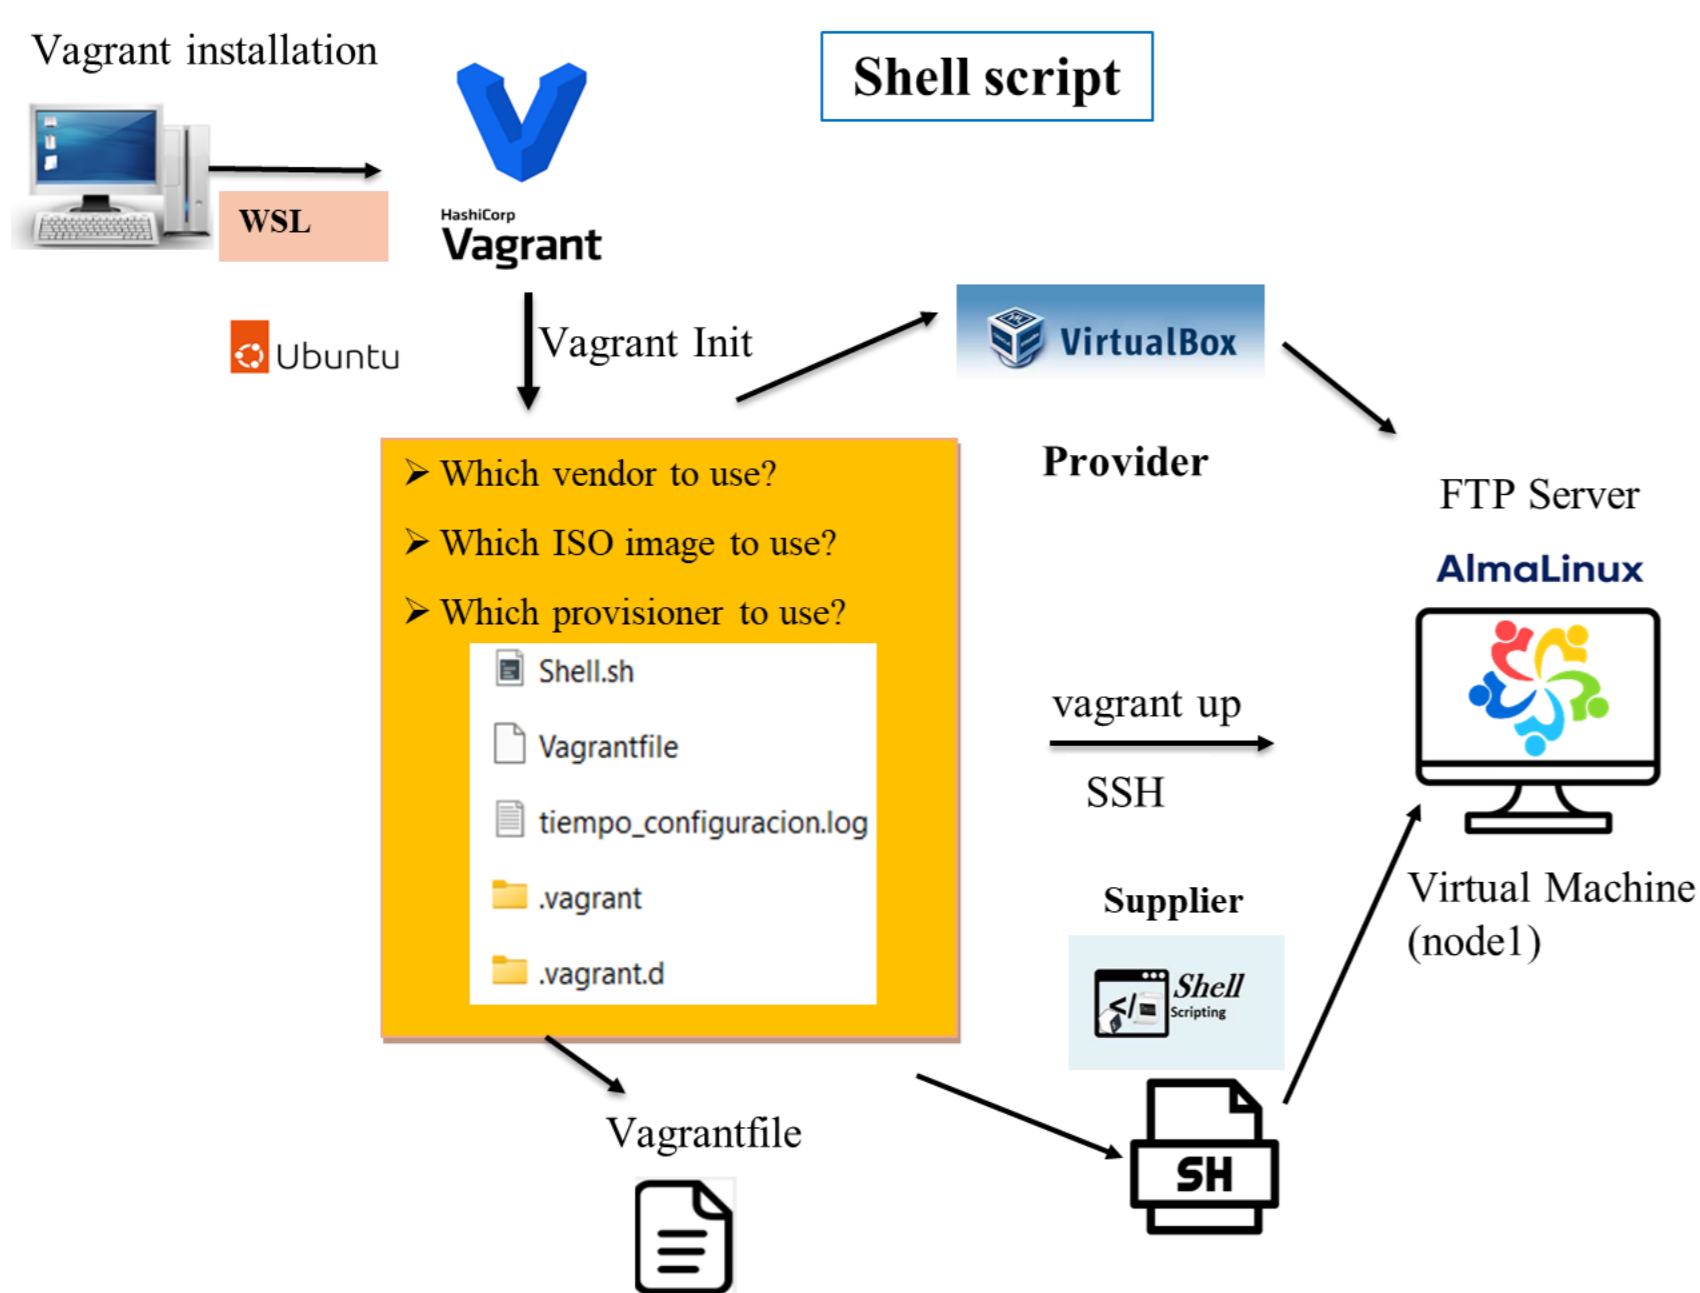 Vagrant installation
Shell script
WSL
HashiCorp
Vagrant
Ubuntu
Vagrant Init
VirtualBox
Provider
➢ Which vendor to use?
➢ Which ISO image to use?
➢ Which provisioner to use?
Shell.sh
Vagrantfile
tiempo_configuracion.log
.vagrant
.vagrant.d
FTP Server
AlmaLinux
vagrant up
SSH
Virtual Machine
(node1)
Supplier
</
Shell
Scripting
SH
Vagrantfile